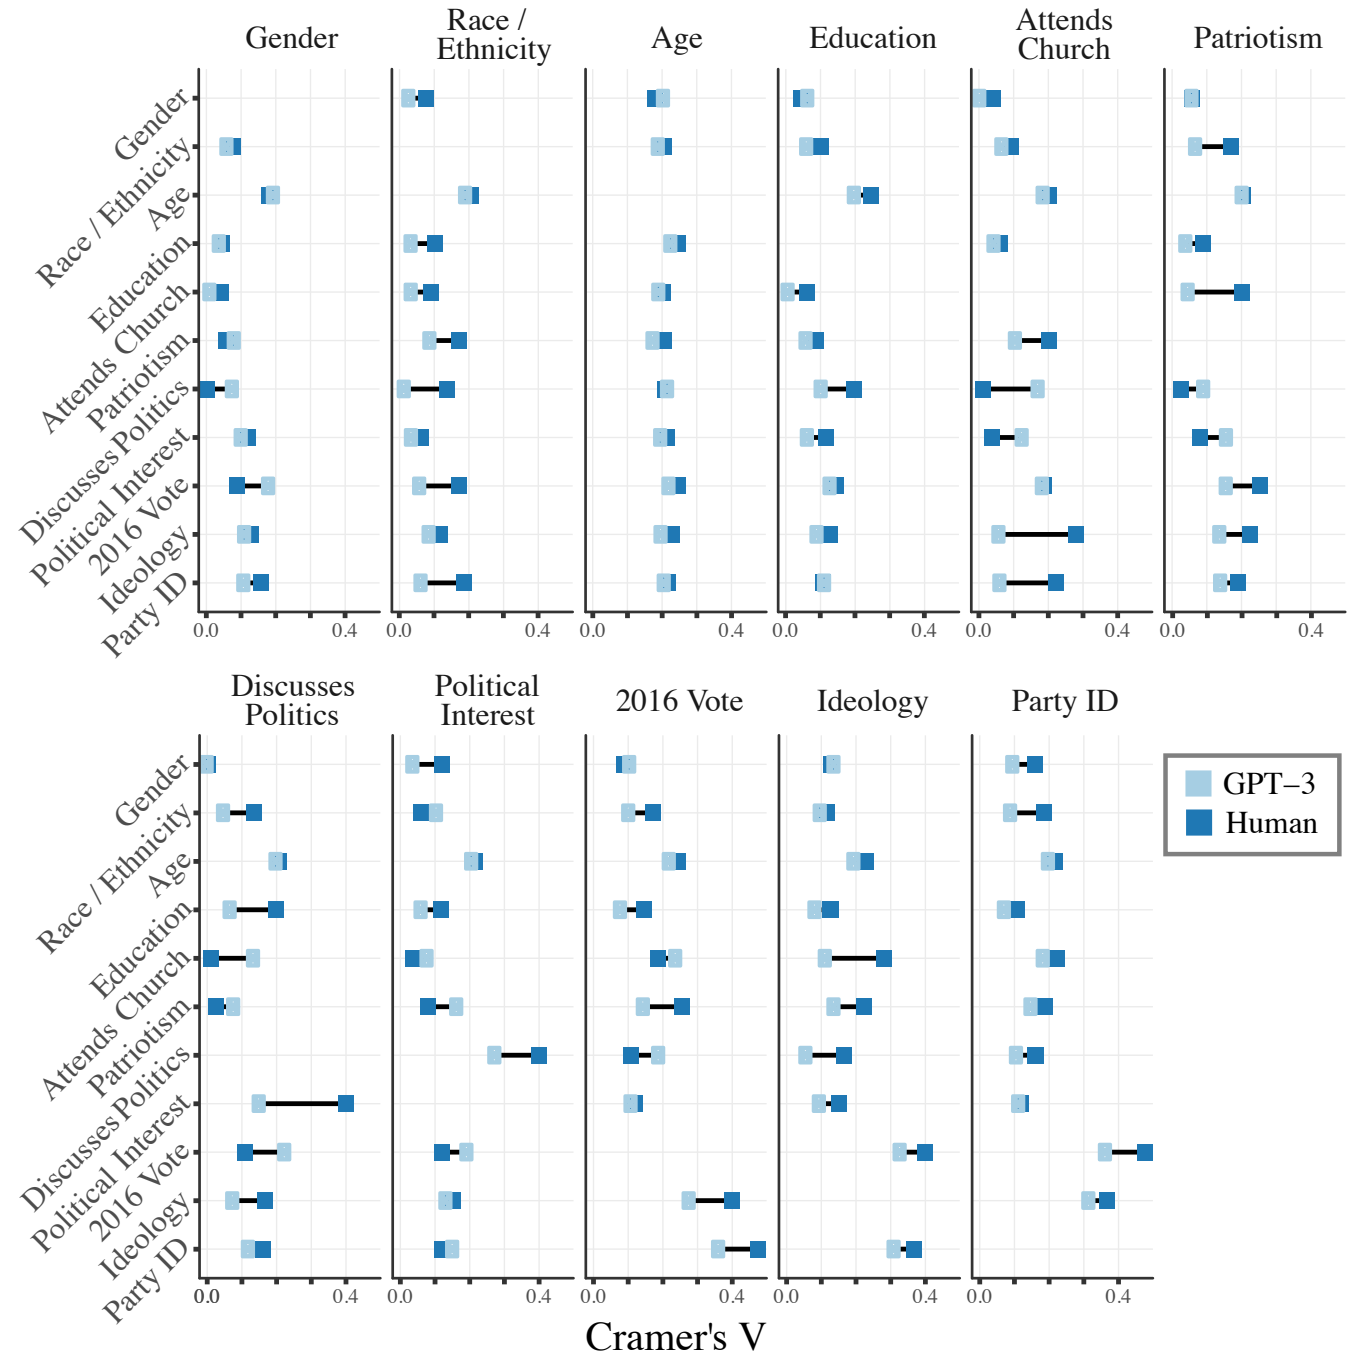 Gender
Race /
Ethnicity
Age
Education
Attends
Church
Patriotism
Gender
Race / Ethnicity
Age
Education
Attends Church
Patriotism
Discusses Politics
Political Interest
2016 Vote
Ideology
Party ID
0.0 0.4 0.0 0.4 0.0 0.4 0.0 0.4 0.0 0.4 0.0 0.4
Discusses
Politics
Political
Interest
2016 Vote
Ideology
Party ID
Gender
Race / Ethnicity
Age
Education
Attends Church
Patriotism
Discusses Politics
Political Interest
2016 Vote
Ideology
Party ID
0.0 0.4 0.0 0.4 0.0 0.4 0.0 0.4 0.0 0.4
GPT−3
Human
Cramer's V